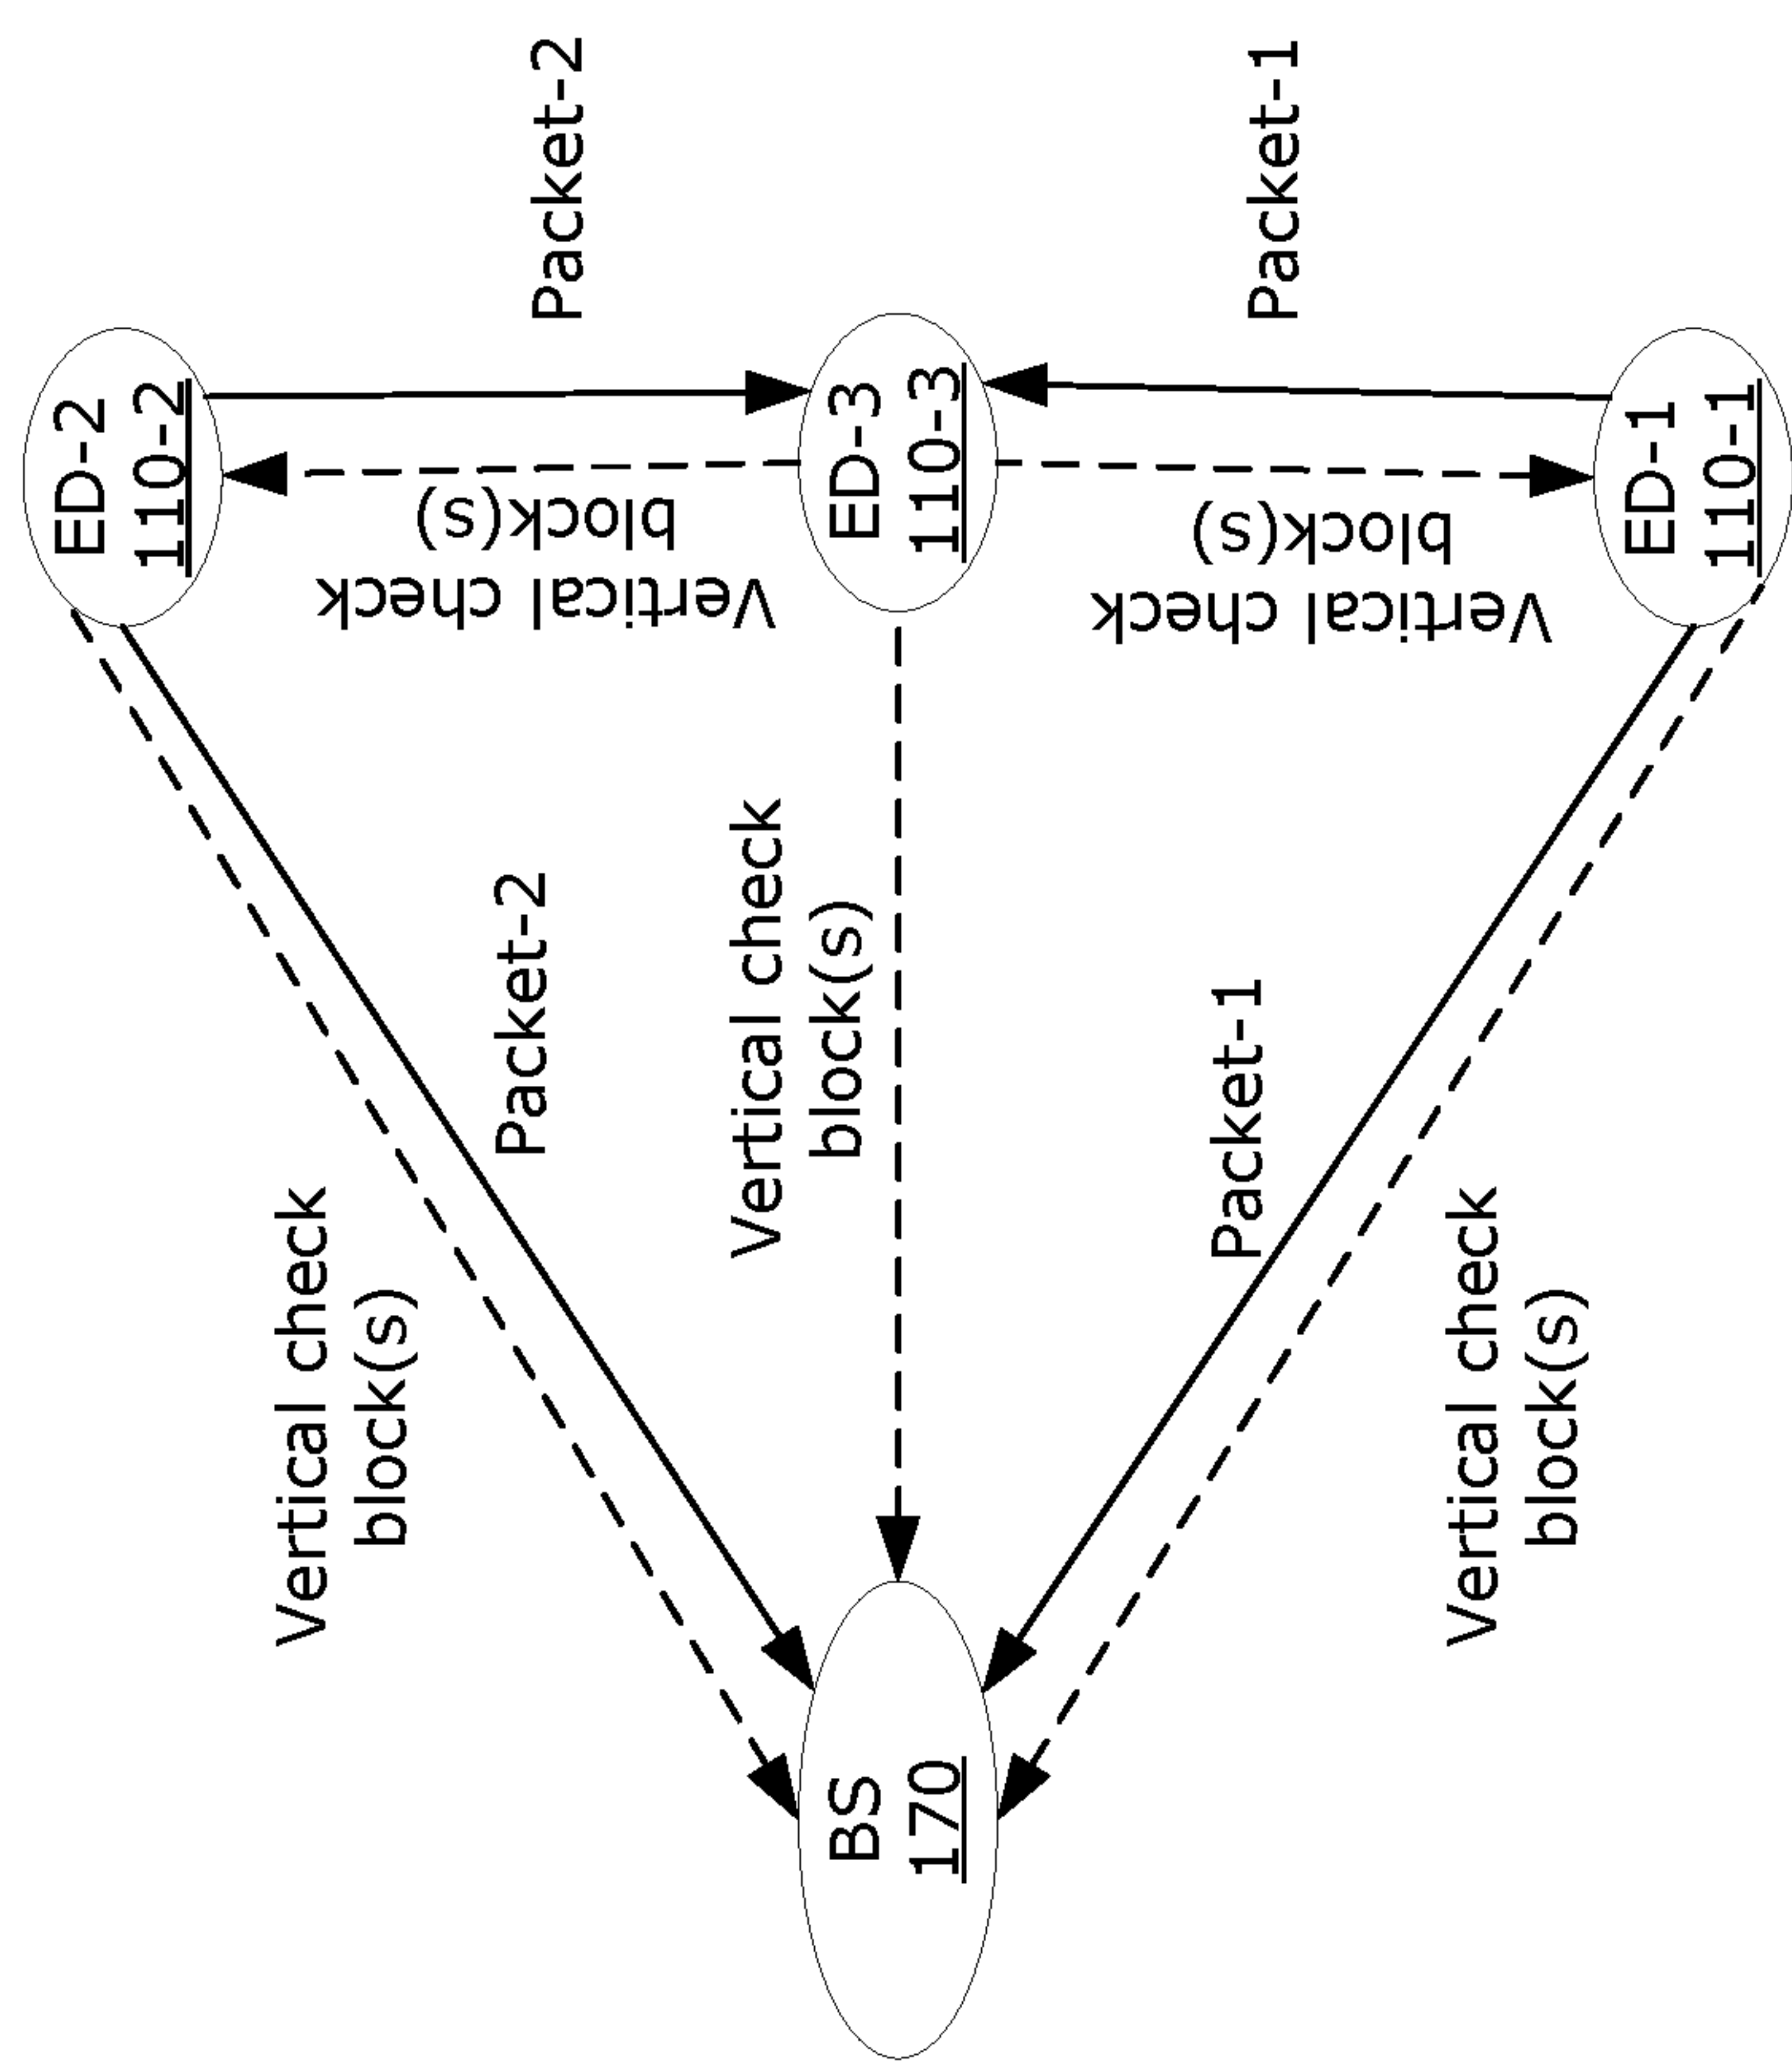 ED-2
110-2
Packet-2
Vertical check
block(s)
ED-3
110-3
Vertical check
block(s)
Packet-1
ED-1
110-1
Vertical check
block(s)
Packet-2
Vertical check
block(s)
Packet-1
Vertical check
block(s)
BS
170